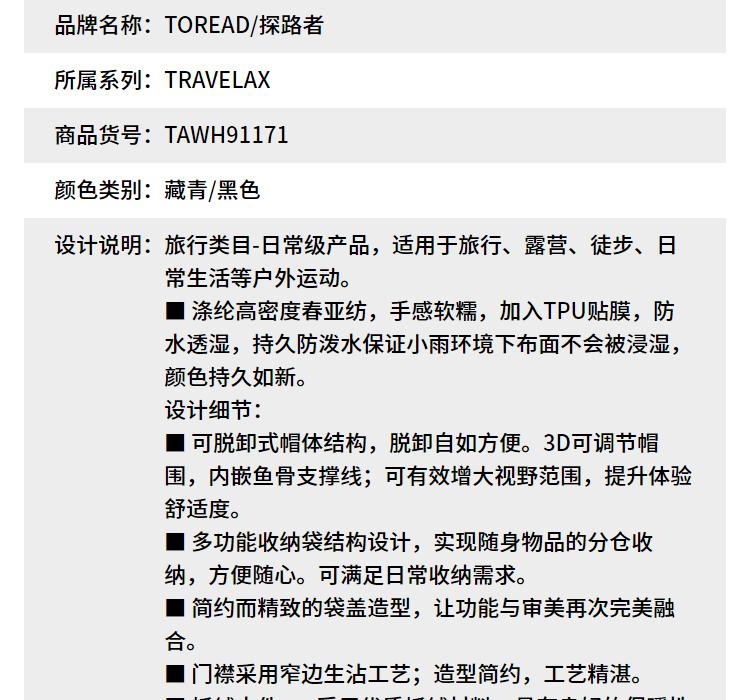 品牌名称：TOREAD/探路者
所属系列：TRAVELAX
商品货号：TAWH91171
颜色类别：藏青/黑色
设计说明：旅行类目-日常级产品，适用于旅行、露营、徒步、日
常生活等户外运动。
■ 涤纶高密度春亚纺，手感软糯，加入TPU贴膜，防
水透湿，持久防泼水保证小雨环境下布面不会被浸湿，
颜色持久如新。
设计细节：
■ 可脱卸式帽体结构，脱卸自如方便。3D可调节帽
围，内嵌鱼骨支撑线；可有效增大视野范围，提升体验
舒适度。
■ 多功能收纳袋结构设计，实现随身物品的分仓收
纳，方便随心。可满足日常收纳需求。
■ 简约而精致的袋盖造型，让功能与审美再次完美融
合。
■ 门襟采用窄边生沾工艺；造型简约，工艺精湛。